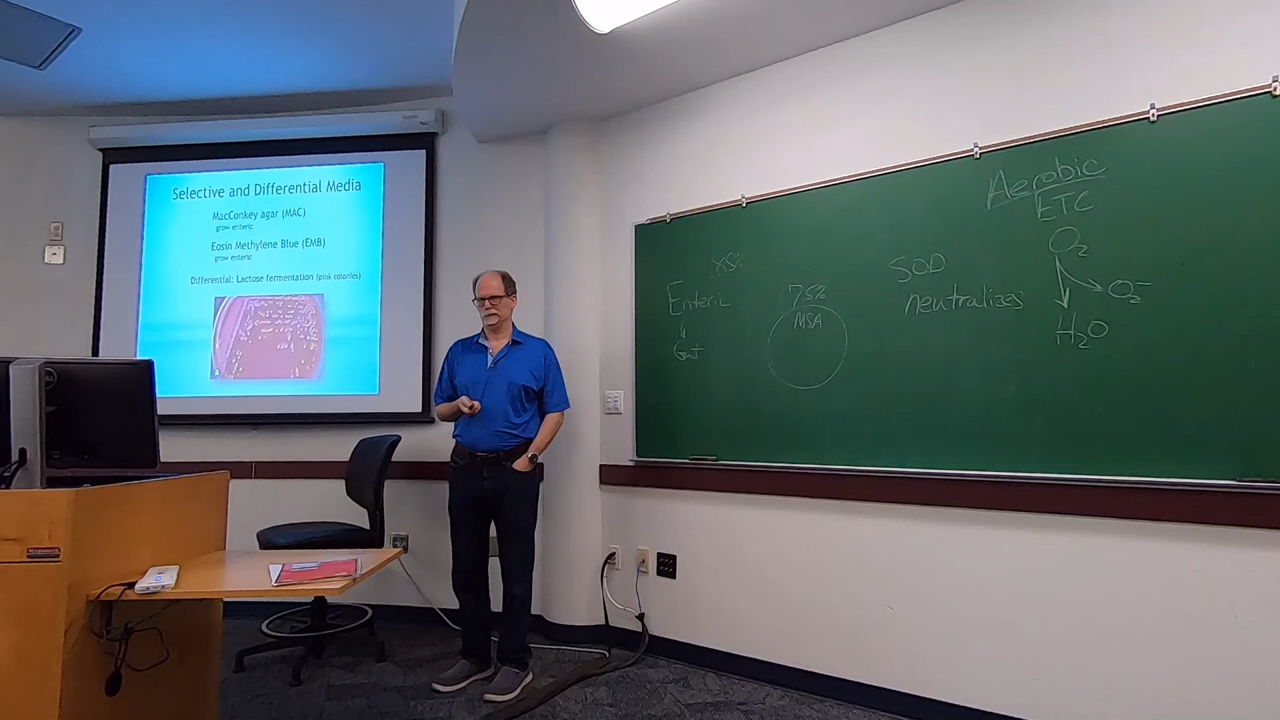 Selective and Differential Media
MacConkey agar (MAC)
grow enteric
Eosin Methylene Blue (EMB)
grow enteric
Differential: Lactose fermentation (pink colonies)
.85%
Enteric
Gut
7.5%
MSA
SOD
neutralizes
Aerobic
ETC
O₂
O₂⁻
H₂O